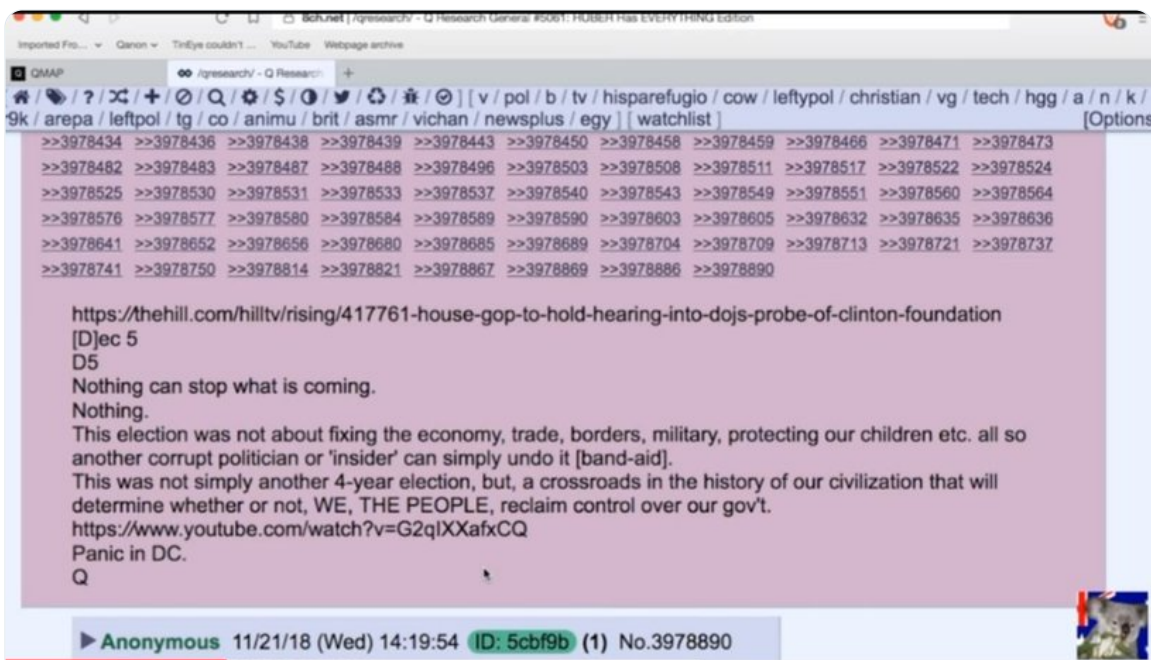 8ch.net | /qresearch/ - Q Research General #5061: HUBER Has EVERYTHING Edition
Imported Fro... Qanon TinEye couldn't ... YouTube Webpage archive
QMAP /qresearch/ - Q Research +
/ / ? / / + / / Q / / $ / / / / / ] [ v / pol / b / tv / hisparefugio / cow / leftypol / christian / vg / tech / hgg / a / n / k /
9k / arepa / leftpol / tg / co / animu / brit / asmr / vichan / newsplus / egy ] [ watchlist ] [Options
>>3978434 >>3978436 >>3978438 >>3978439 >>3978443 >>3978450 >>3978458 >>3978459 >>3978466 >>3978471 >>3978473
>>3978482 >>3978483 >>3978487 >>3978488 >>3978496 >>3978503 >>3978508 >>3978511 >>3978517 >>3978522 >>3978524
>>3978525 >>3978530 >>3978531 >>3978533 >>3978537 >>3978540 >>3978543 >>3978549 >>3978551 >>3978560 >>3978564
>>3978576 >>3978577 >>3978580 >>3978584 >>3978589 >>3978590 >>3978603 >>3978605 >>3978632 >>3978635 >>3978636
>>3978641 >>3978652 >>3978656 >>3978680 >>3978685 >>3978689 >>3978704 >>3978709 >>3978713 >>3978721 >>3978737
>>3978741 >>3978750 >>3978814 >>3978821 >>3978867 >>3978869 >>3978886 >>3978890
https://thehill.com/hilltv/rising/417761-house-gop-to-hold-hearing-into-dojs-probe-of-clinton-foundation
[D]ec 5
D5
Nothing can stop what is coming.
Nothing.
This election was not about fixing the economy, trade, borders, military, protecting our children etc. all so
another corrupt politician or 'insider' can simply undo it [band-aid].
This was not simply another 4-year election, but, a crossroads in the history of our civilization that will
determine whether or not, WE, THE PEOPLE, reclaim control over our gov't.
https://www.youtube.com/watch?v=G2qIXXafxCQ
Panic in DC.
Q
Anonymous 11/21/18 (Wed) 14:19:54 ID: 5cbf9b (1) No.3978890